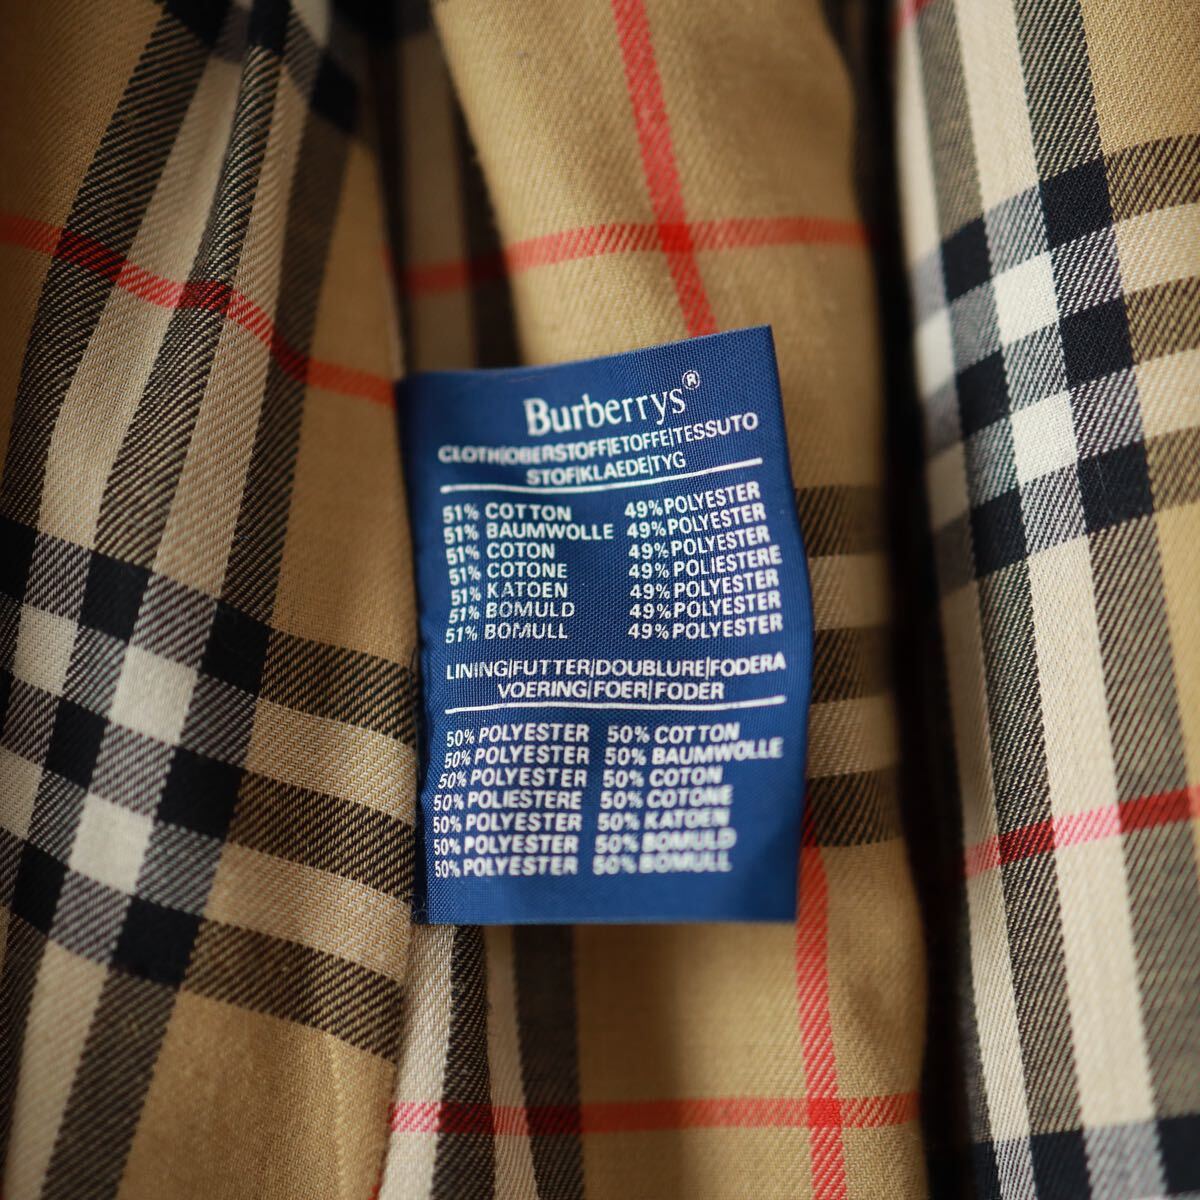 Burberrys®
CLOTH|OBERSTOFF|ETOFFE|TESSUTO
STOF|KLAEDE|TYG
51% COTTON 49% POLYESTER
51% BAUMWOLLE 49% POLYESTER
51% COTON 49% POLYESTER
51% COTONE 49% POLIESTERE
51% KATOEN 49% POLYESTER
51% BOMULD 49% POLYESTER
51% BOMULL 49% POLYESTER
LINING|FUTTER|DOUBLURE|FODERA
VOERING|FOER|FODER
50% POLYESTER 50% COTTON
50% POLYESTER 50% BAUMWOLLE
50% POLYESTER 50% COTON
50% POLIESTERE 50% COTONE
50% POLYESTER 50% KATOEN
50% POLYESTER 50% BOMULD
50% POLYESTER 50% BOMULL